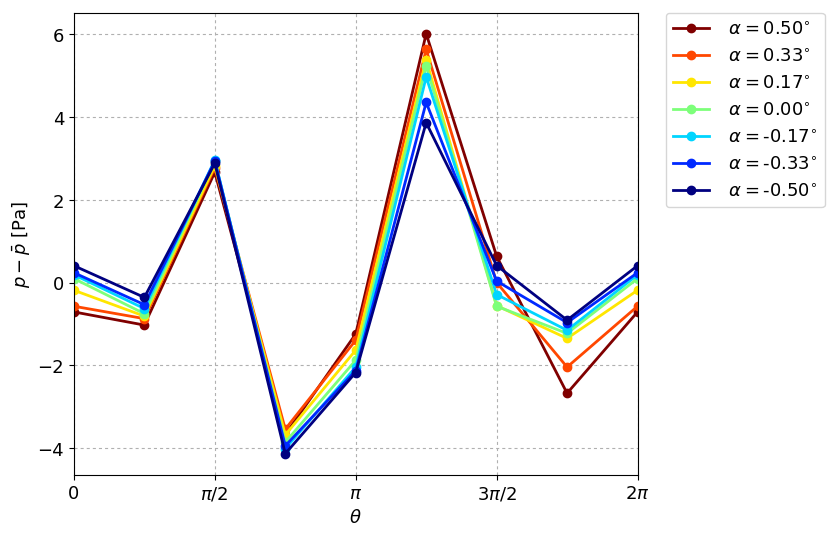 6
4
2
0
−2
−4
p − p̄ [Pa]
0
π/2
π
3π/2
2π
θ
α = 0.50°
α = 0.33°
α = 0.17°
α = 0.00°
α = -0.17°
α = -0.33°
α = -0.50°